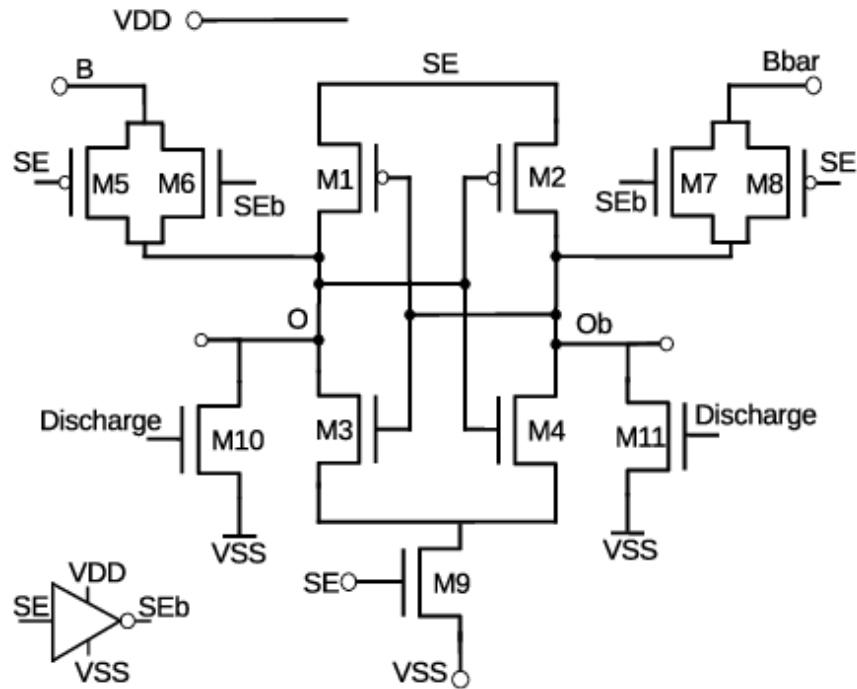 VDD
B
SE
Bbar
SE
M5
M6
SEb
M1
M2
SEb
M7
M8
SE
O
Ob
Discharge
M10
M3
M4
M11
Discharge
VSS
VSS
SE
M9
VDD
SE
SEb
VSS
VSS